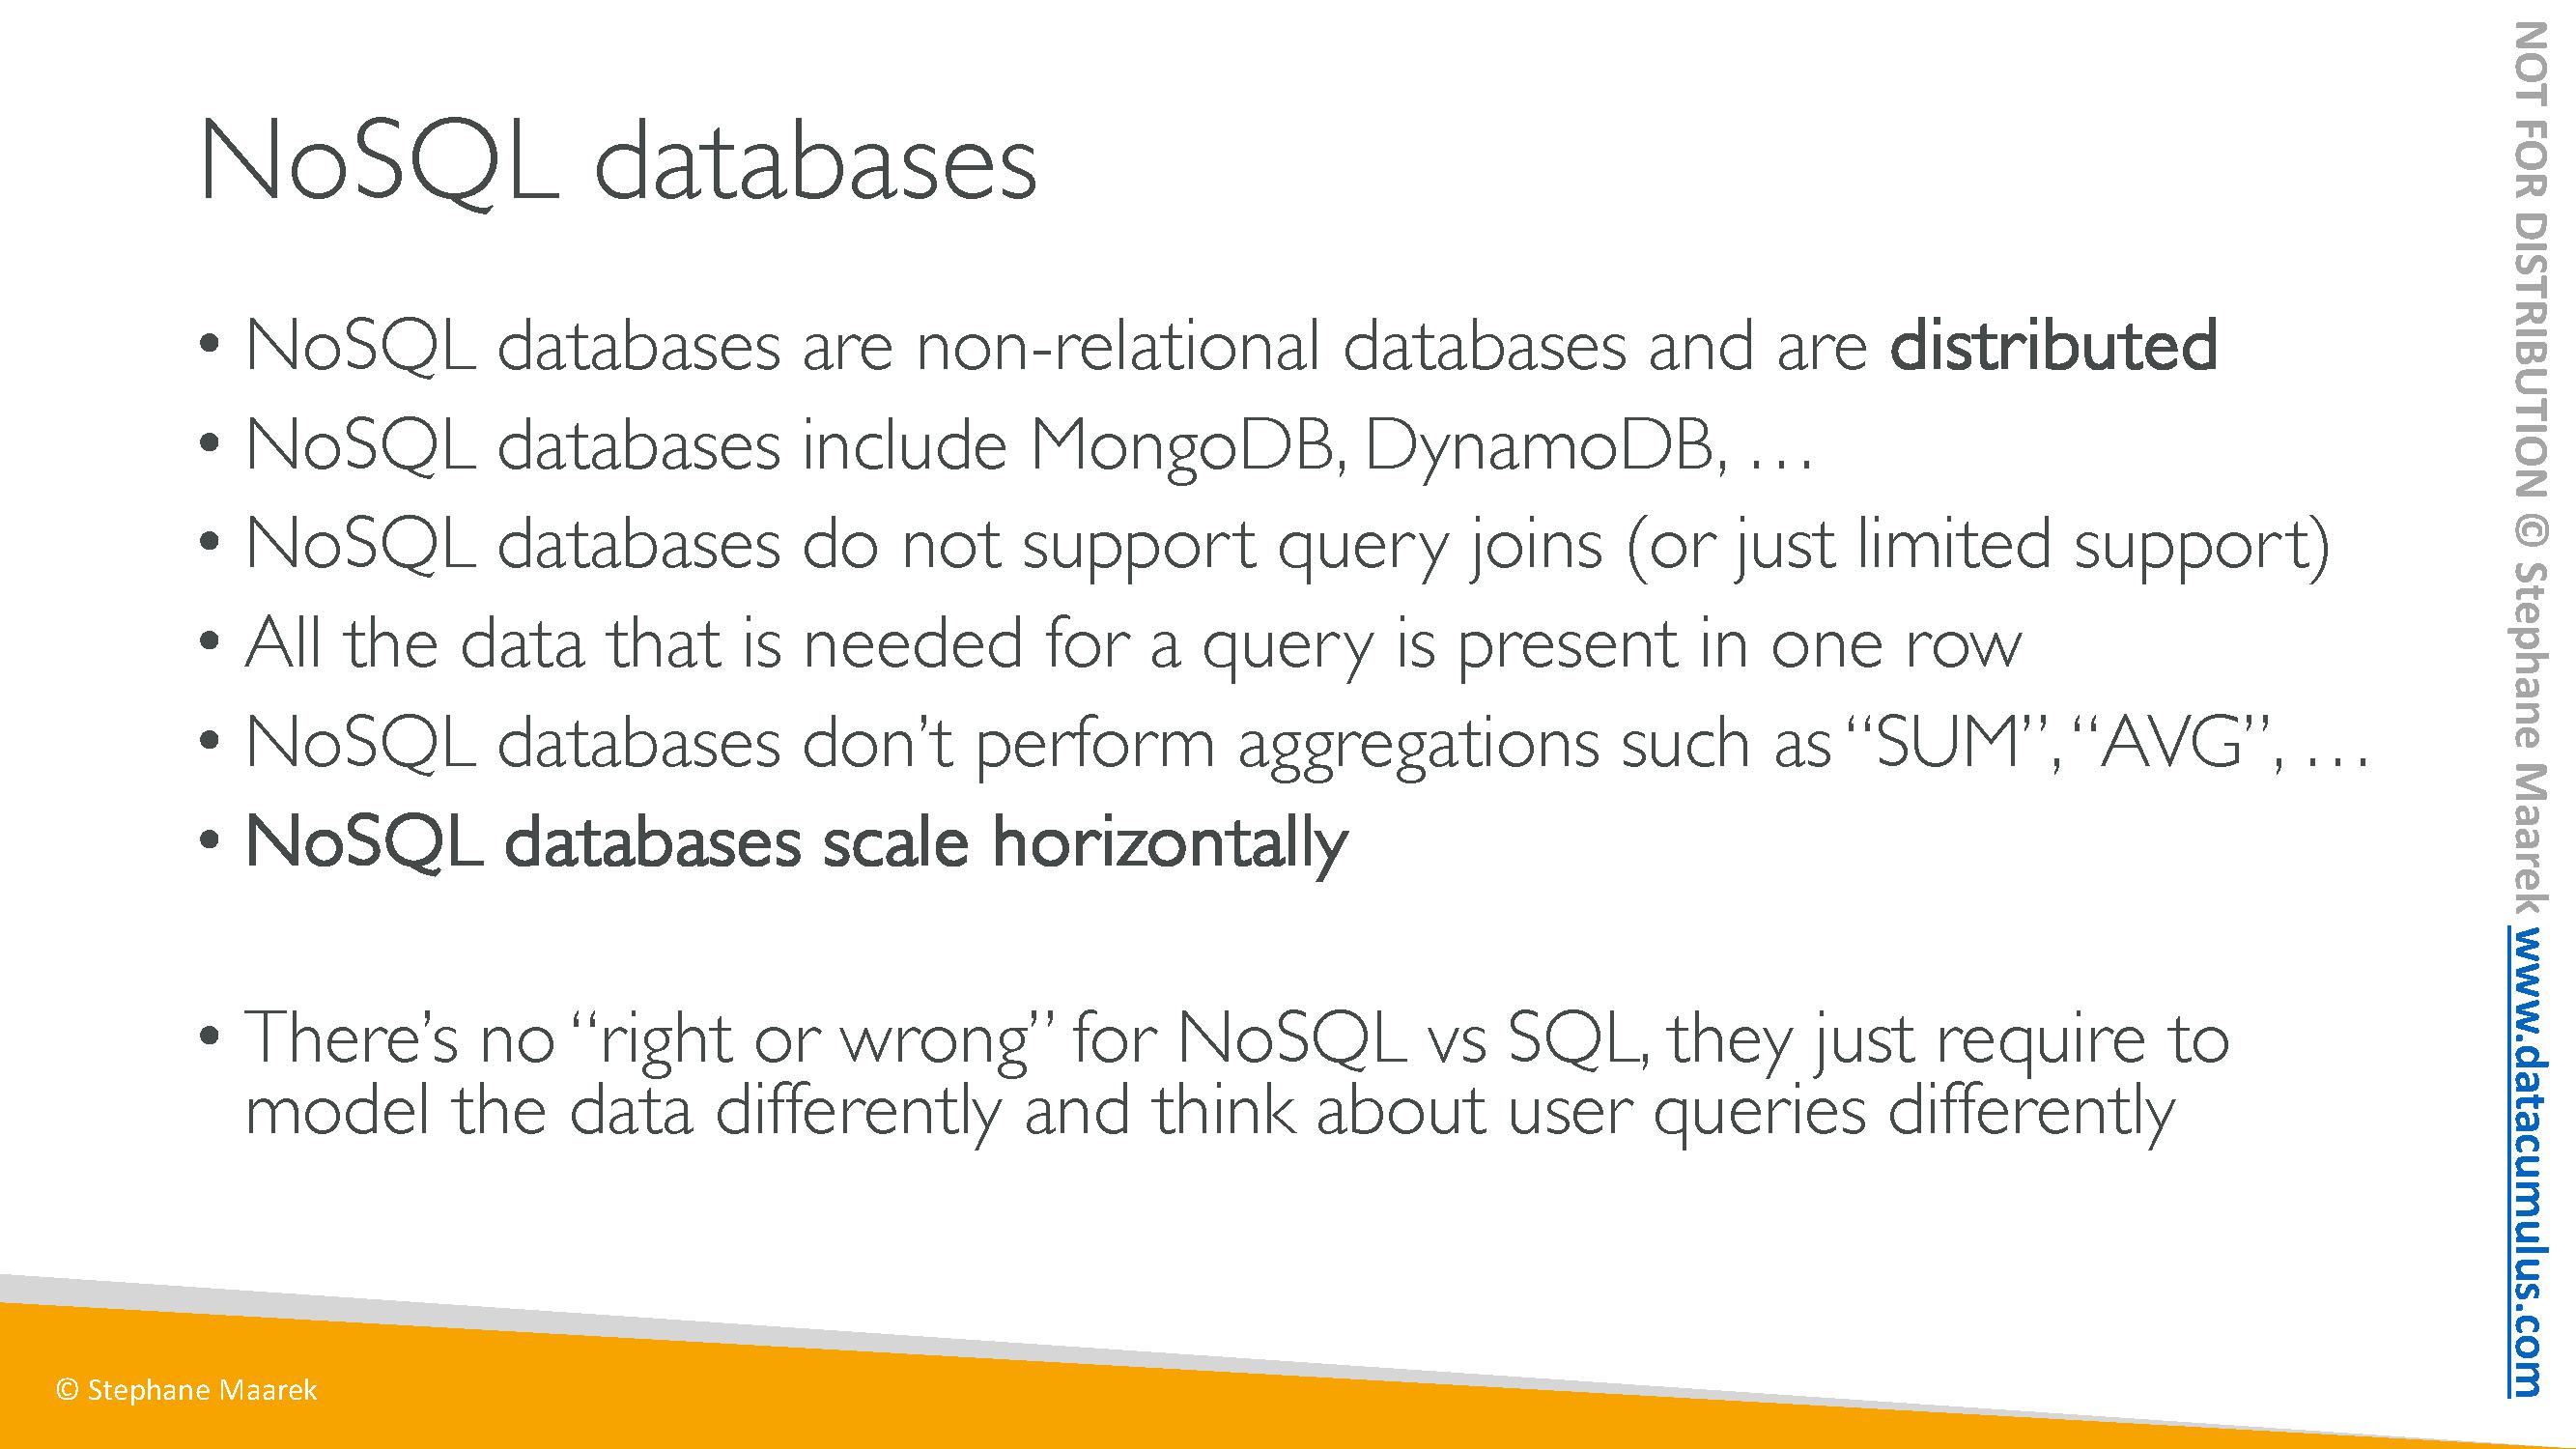 NoSQL databases
• NoSQL databases are non-relational databases and are distributed
• NoSQL databases include MongoDB, DynamoDB, …
• NoSQL databases do not support query joins (or just limited support)
• All the data that is needed for a query is present in one row
• NoSQL databases don’t perform aggregations such as “SUM”, “AVG”, …
• NoSQL databases scale horizontally
• There’s no “right or wrong” for NoSQL vs SQL, they just require to
model the data differently and think about user queries differently
© Stephane Maarek
NOT FOR DISTRIBUTION © Stephane Maarek www.datacumulus.com